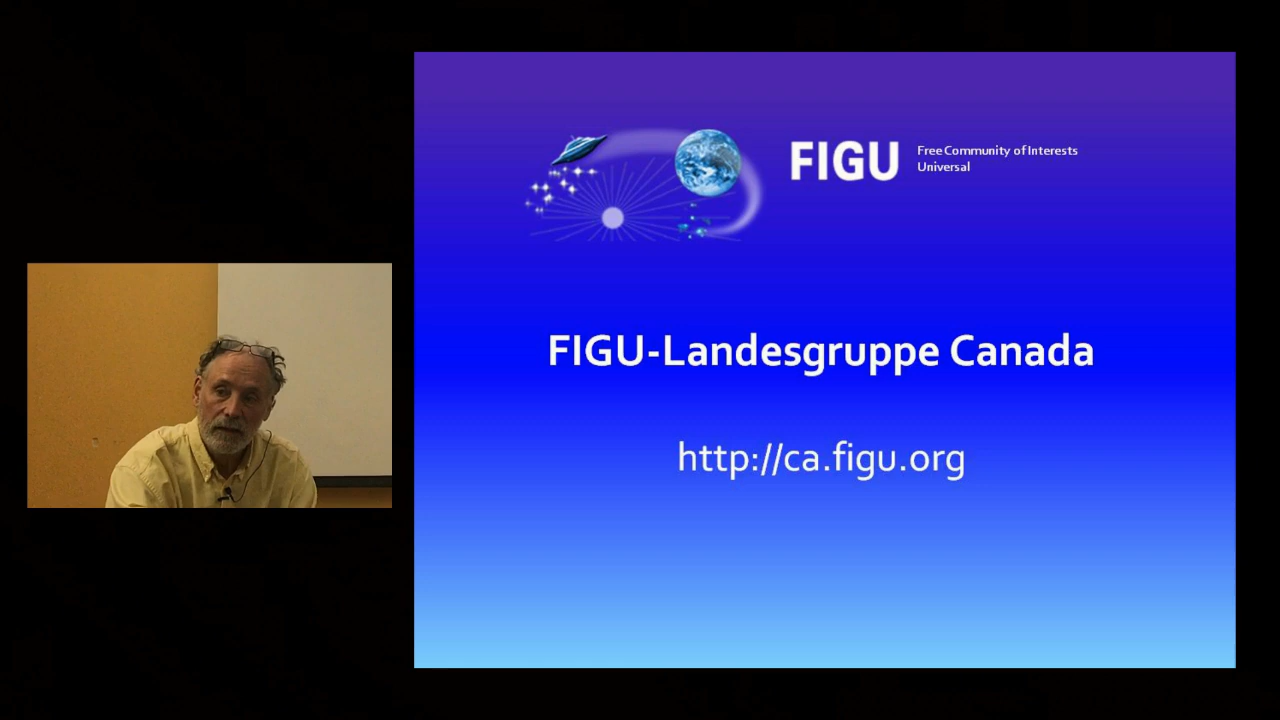 FIGU
Free Community of Interests
Universal
FIGU-Landesgruppe Canada
http://ca.figu.org